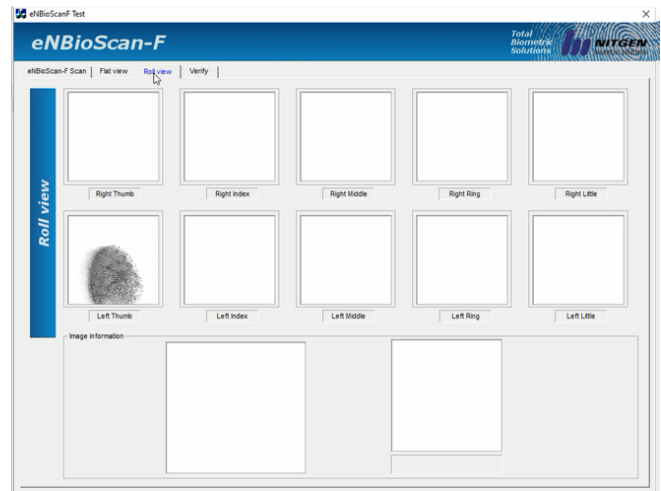 eNBioScanF Test
eNBioScan-F
Total
Biometric
Solutions
NITGEN
eNBioScan-F Scan
Flat view
Roll view
Verify
Roll view
Right Thumb
Right Index
Right Middle
Right Ring
Right Little
Left Thumb
Left Index
Left Middle
Left Ring
Left Little
Image information